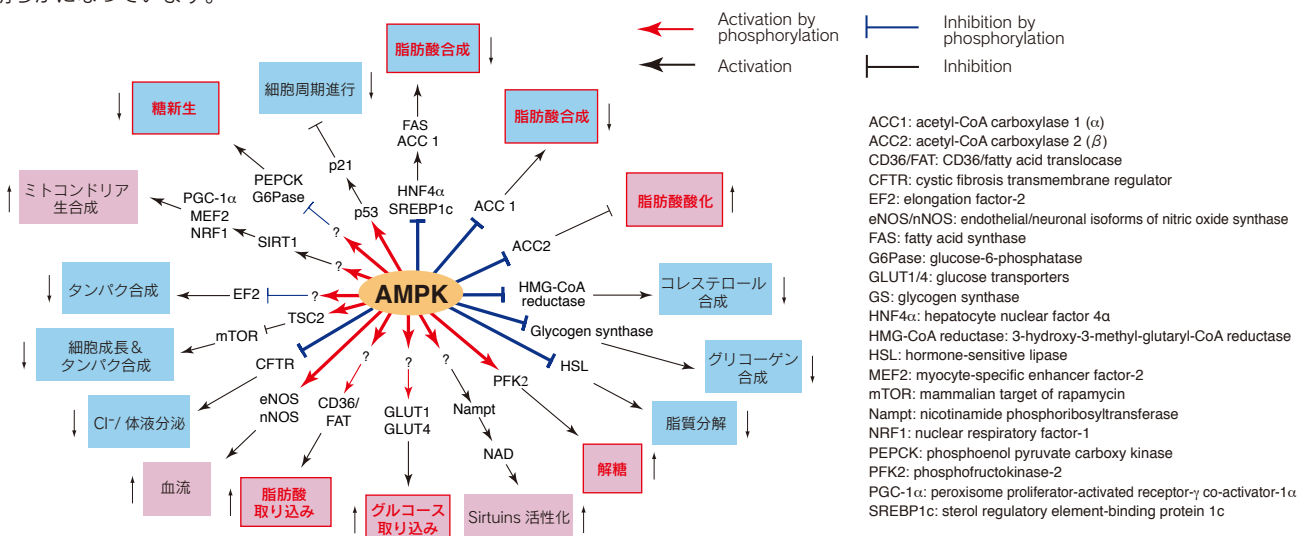 Activation by
phosphorylation
Inhibition by
phosphorylation
Activation
Inhibition
脂肪酸合成 ↓
細胞周期進行 ↓
↓ 糖新生
脂肪酸合成 ↓
FAS
ACC 1
p21
PEPCK
G6Pase
HNF4α
SREBP1c
ACC 1
p53
?
↑ ミトコンドリア
生合成
PGC-1α
MEF2
NRF1
SIRT1
?
脂肪酸酸化 ↑
ACC2
AMPK
↓ タンパク合成
EF2
?
HMG-CoA
reductase
コレステロール
合成 ↓
TSC2
mTOR
↓ 細胞成長&
タンパク合成
Glycogen synthase
グリコーゲン
合成 ↓
CFTR
↓ Cl⁻/ 体液分泌
HSL
脂質分解 ↓
eNOS
nNOS
↑ 血流
?
CD36/
FAT
↑ 脂肪酸
取り込み
?
GLUT1
GLUT4
↑ グルコース
取り込み
?
Nampt
NAD
Sirtuins 活性化 ↑
PFK2
解糖 ↑
ACC1: acetyl-CoA carboxylase 1 (α)
ACC2: acetyl-CoA carboxylase 2 (β)
CD36/FAT: CD36/fatty acid translocase
CFTR: cystic fibrosis transmembrane regulator
EF2: elongation factor-2
eNOS/nNOS: endothelial/neuronal isoforms of nitric oxide synthase
FAS: fatty acid synthase
G6Pase: glucose-6-phosphatase
GLUT1/4: glucose transporters
GS: glycogen synthase
HNF4α: hepatocyte nuclear factor 4α
HMG-CoA reductase: 3-hydroxy-3-methyl-glutaryl-CoA reductase
HSL: hormone-sensitive lipase
MEF2: myocyte-specific enhancer factor-2
mTOR: mammalian target of rapamycin
Nampt: nicotinamide phosphoribosyltransferase
NRF1: nuclear respiratory factor-1
PEPCK: phosphoenol pyruvate carboxy kinase
PFK2: phosphofructokinase-2
PGC-1α: peroxisome proliferator-activated receptor-γ co-activator-1α
SREBP1c: sterol regulatory element-binding protein 1c